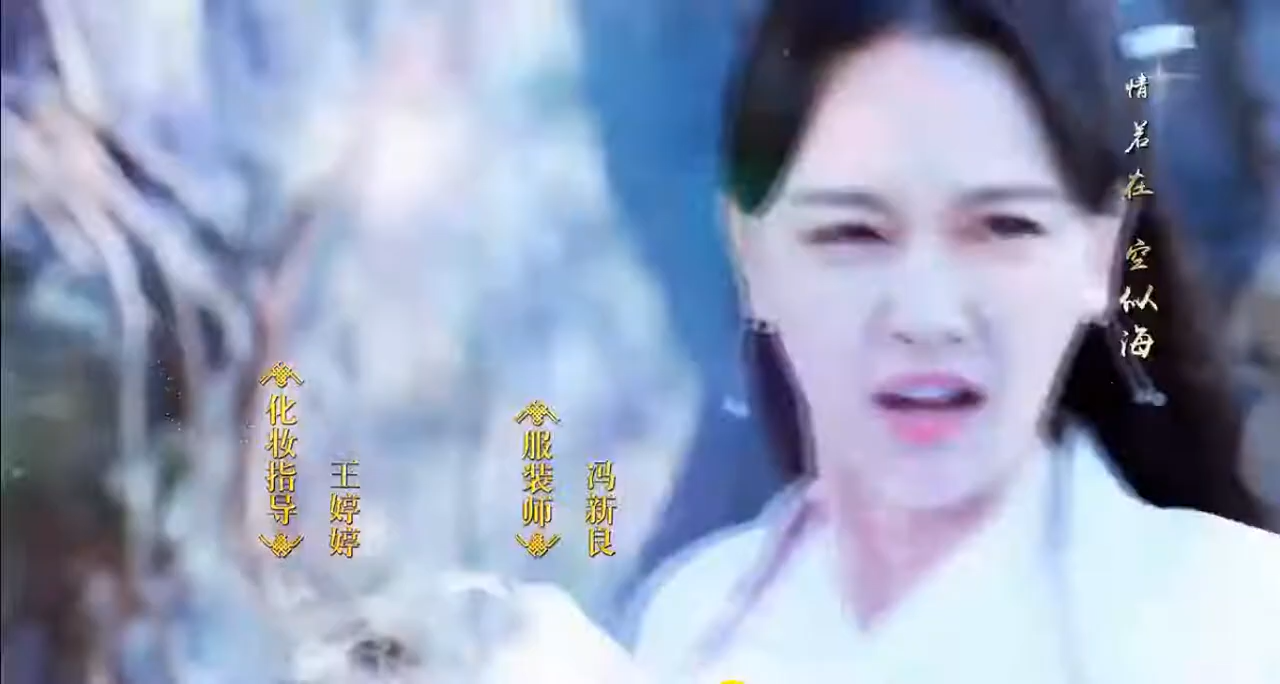 情若在 空似海
服装师
冯新良
化妆指导
王婷婷